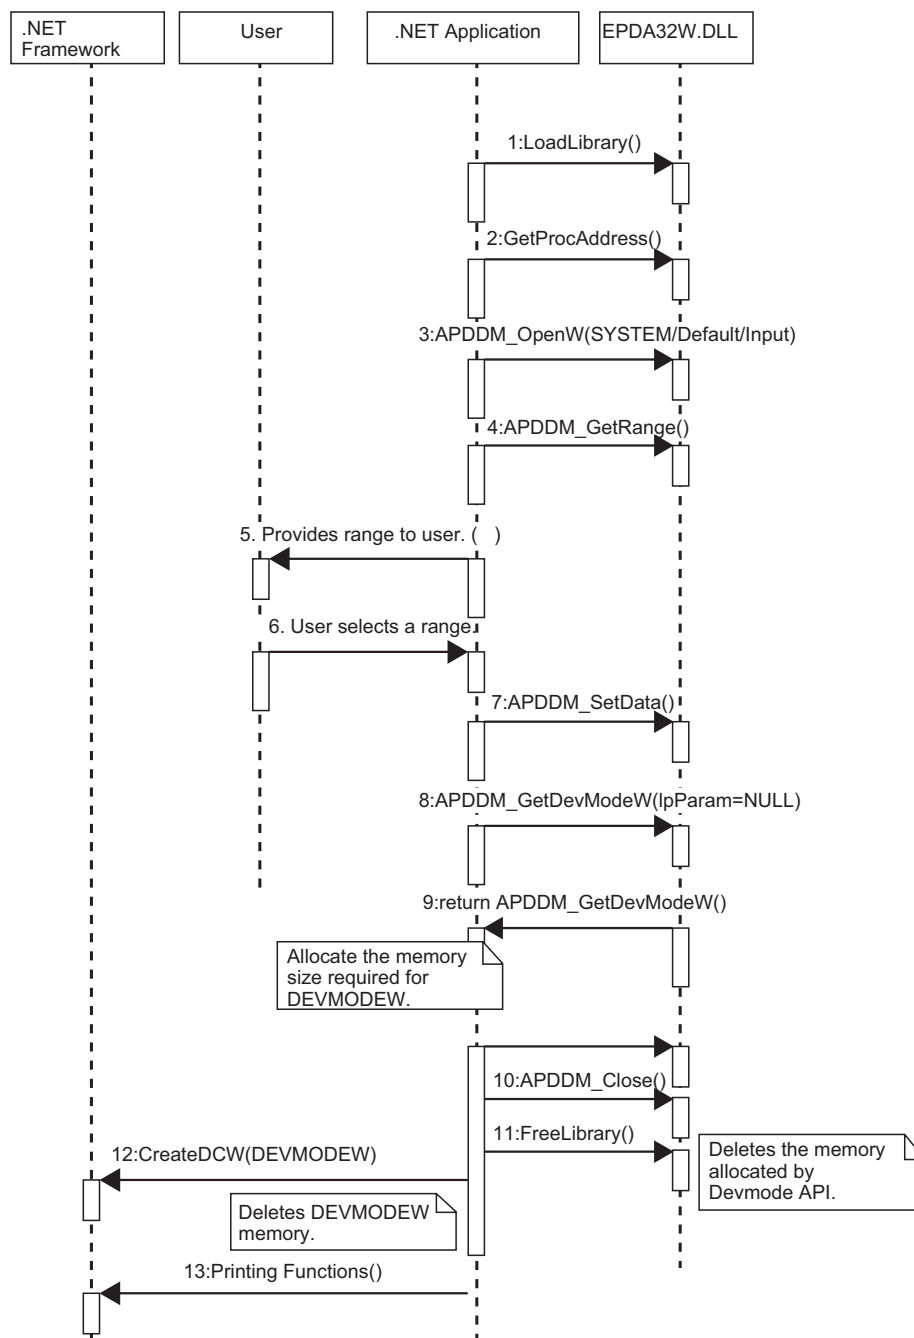 .NET
Framework
User
.NET Application
EPDA32W.DLL
1:LoadLibrary()
2:GetProcAddress()
3:APDDM_OpenW(SYSTEM/Default/Input)
4:APDDM_GetRange()
5. Provides range to user. (   )
6. User selects a range.
7:APDDM_SetData()
8:APDDM_GetDevModeW(lpParam=NULL)
9:return APDDM_GetDevModeW()
Allocate the memory
size required for
DEVMODEW.
10:APDDM_Close()
11:FreeLibrary()
Deletes the memory
allocated by
Devmode API.
12:CreateDCW(DEVMODEW)
Deletes DEVMODEW
memory.
13:Printing Functions()